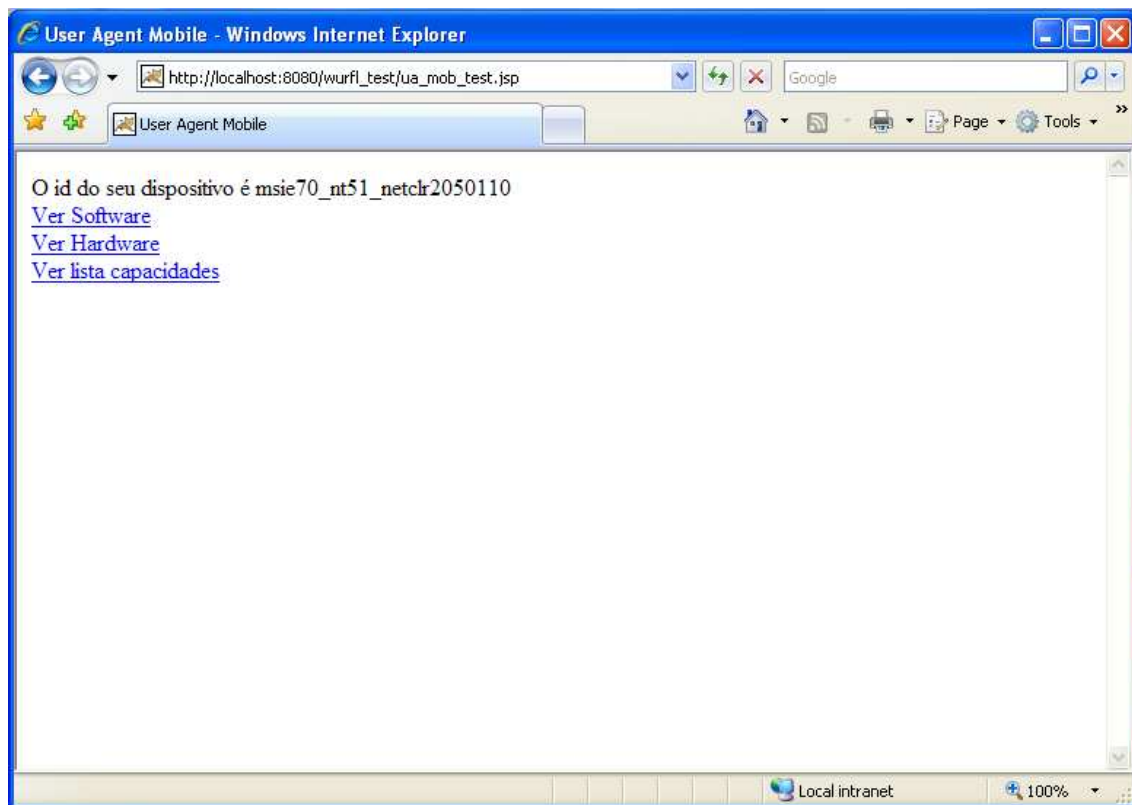 User Agent Mobile - Windows Internet Explorer
http://localhost:8080/wurfl_test/ua_mob_test.jsp
Google
User Agent Mobile
Page
Tools
»
O id do seu dispositivo é msie70_nt51_netclr2050110
Ver Software
Ver Hardware
Ver lista capacidades
Local intranet
100%